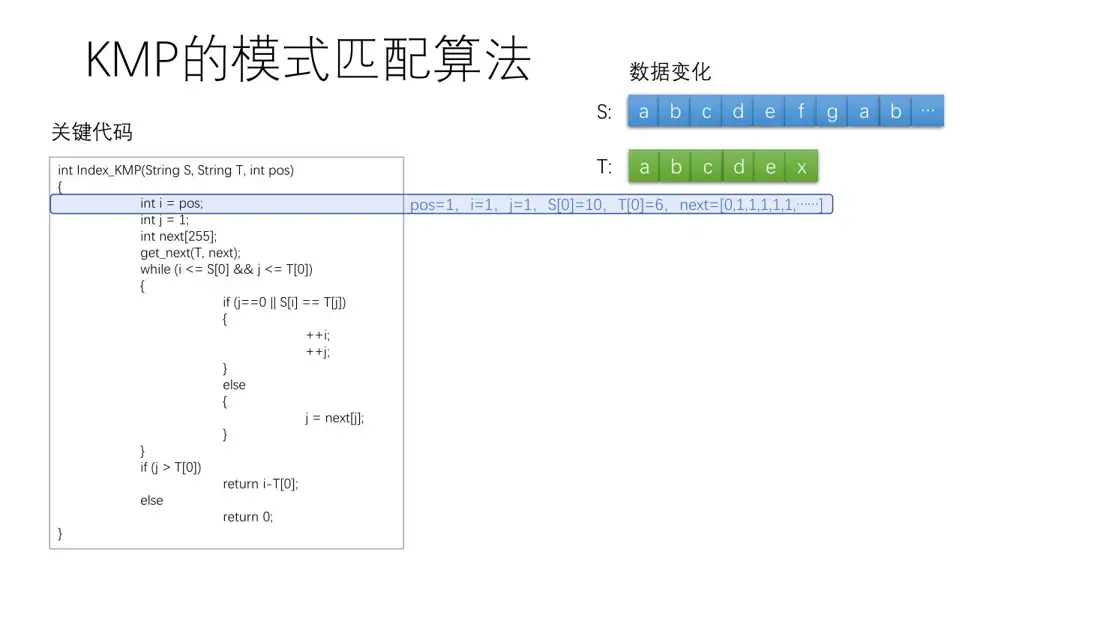 KMP的模式匹配算法
数据变化
S: a b c d e f g a b …
关键代码
T: a b c d e x
int Index_KMP(String S, String T, int pos)
{
int i = pos;
pos=1, i=1, j=1, S[0]=10, T[0]=6, next=[0,1,1,1,1,1,……]
int j = 1;
int next[255];
get_next(T, next);
while (i <= S[0] && j <= T[0])
{
if (j==0 || S[i] == T[j])
{
++i;
++j;
}
else
{
j = next[j];
}
}
if (j > T[0])
return i-T[0];
else
return 0;
}